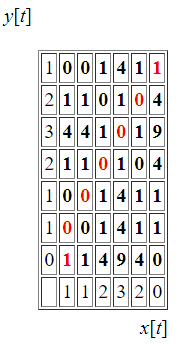 y[t]
1 0 0 1 4 1 1
2 1 1 0 1 0 4
3 4 4 1 0 1 9
2 1 1 0 1 0 4
1 0 0 1 4 1 1
1 0 0 1 4 1 1
0 1 1 4 9 4 0
1 1 2 3 2 0
x[t]